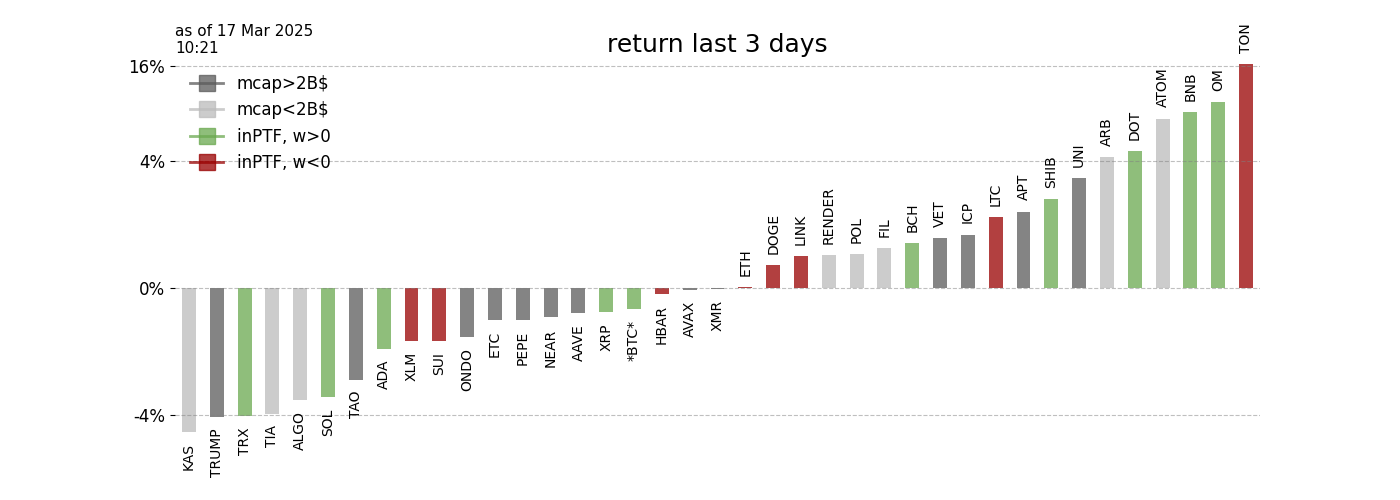 as of 17 Mar 2025
10:21
return last 3 days
16%
4%
0%
-4%
mcap>2B$
mcap<2B$
inPTF, w>0
inPTF, w<0
KAS
TRUMP
TRX
TIA
ALGO
SOL
TAO
ADA
XLM
SUI
ONDO
ETC
PEPE
NEAR
AAVE
XRP
*BTC*
HBAR
AVAX
XMR
ETH
DOGE
LINK
RENDER
POL
FIL
BCH
VET
ICP
LTC
APT
SHIB
UNI
ARB
DOT
ATOM
BNB
OM
TON